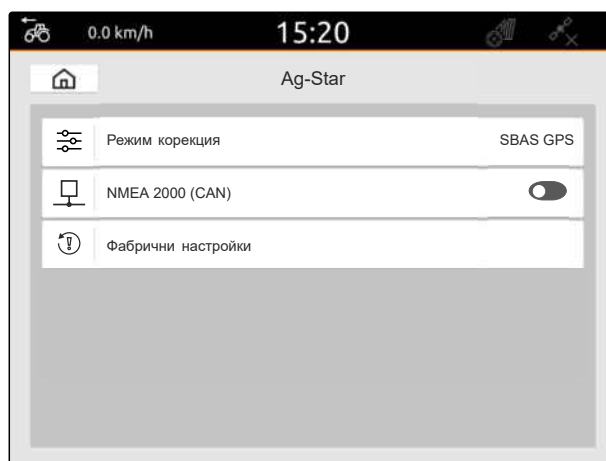 0.0 km/h 15:20
Ag-Star
Режим корекция SBAS GPS
NMEA 2000 (CAN)
Фабрични настройки